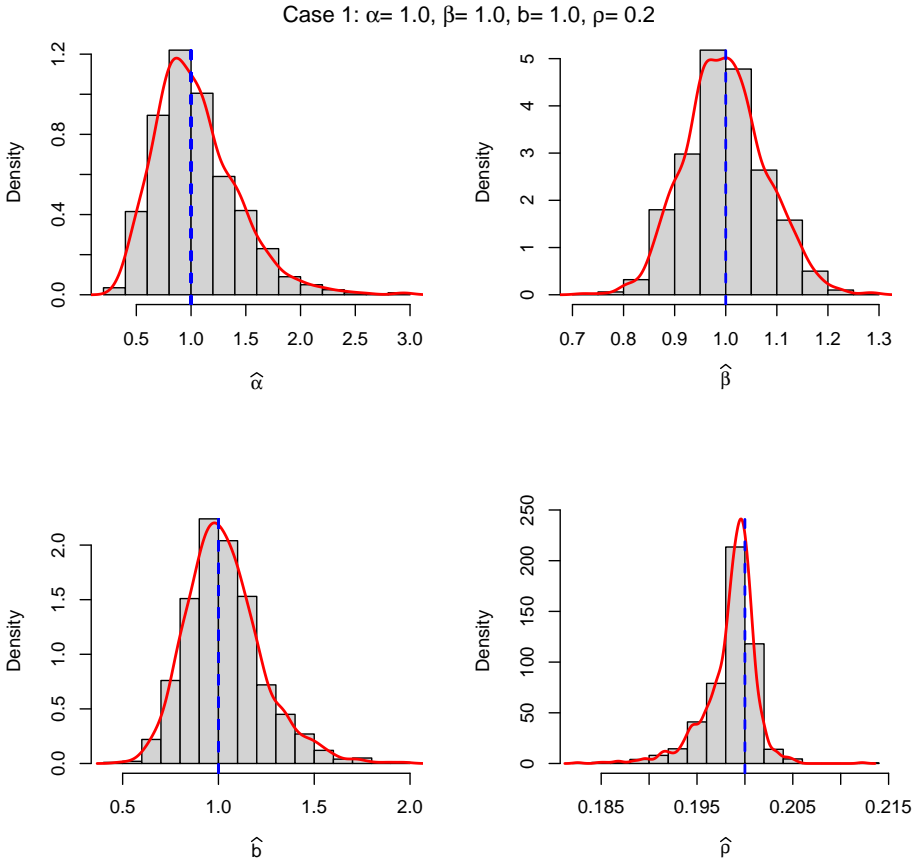 Case 1: α= 1.0, β= 1.0, b= 1.0, ρ= 0.2
Density
0.0 0.4 0.8 1.2
0.5 1.0 1.5 2.0 2.5 3.0
α̂
Density
0 1 2 3 4 5
0.7 0.8 0.9 1.0 1.1 1.2 1.3
β̂
Density
0.0 0.5 1.0 1.5 2.0
0.5 1.0 1.5 2.0
b̂
Density
0 50 100 150 200 250
0.185 0.195 0.205 0.215
ρ̂